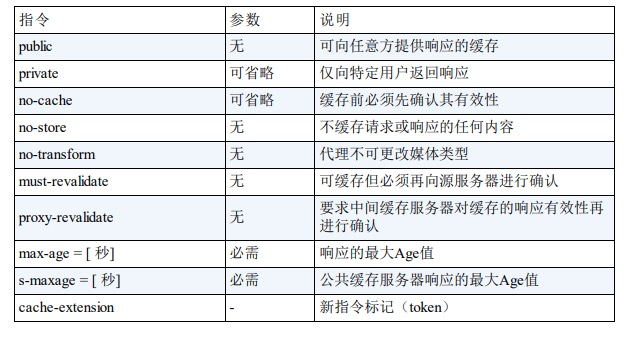 指令 参数 说明
public 无 可向任意方提供响应的缓存
private 可省略 仅向特定用户返回响应
no-cache 可省略 缓存前必须先确认其有效性
no-store 无 不缓存请求或响应的任何内容
no-transform 无 代理不可更改媒体类型
must-revalidate 无 可缓存但必须再向源服务器进行确认
proxy-revalidate 无 要求中间缓存服务器对缓存的响应有效性再
进行确认
max-age = [ 秒] 必需 响应的最大Age值
s-maxage = [ 秒] 必需 公共缓存服务器响应的最大Age值
cache-extension - 新指令标记（token）